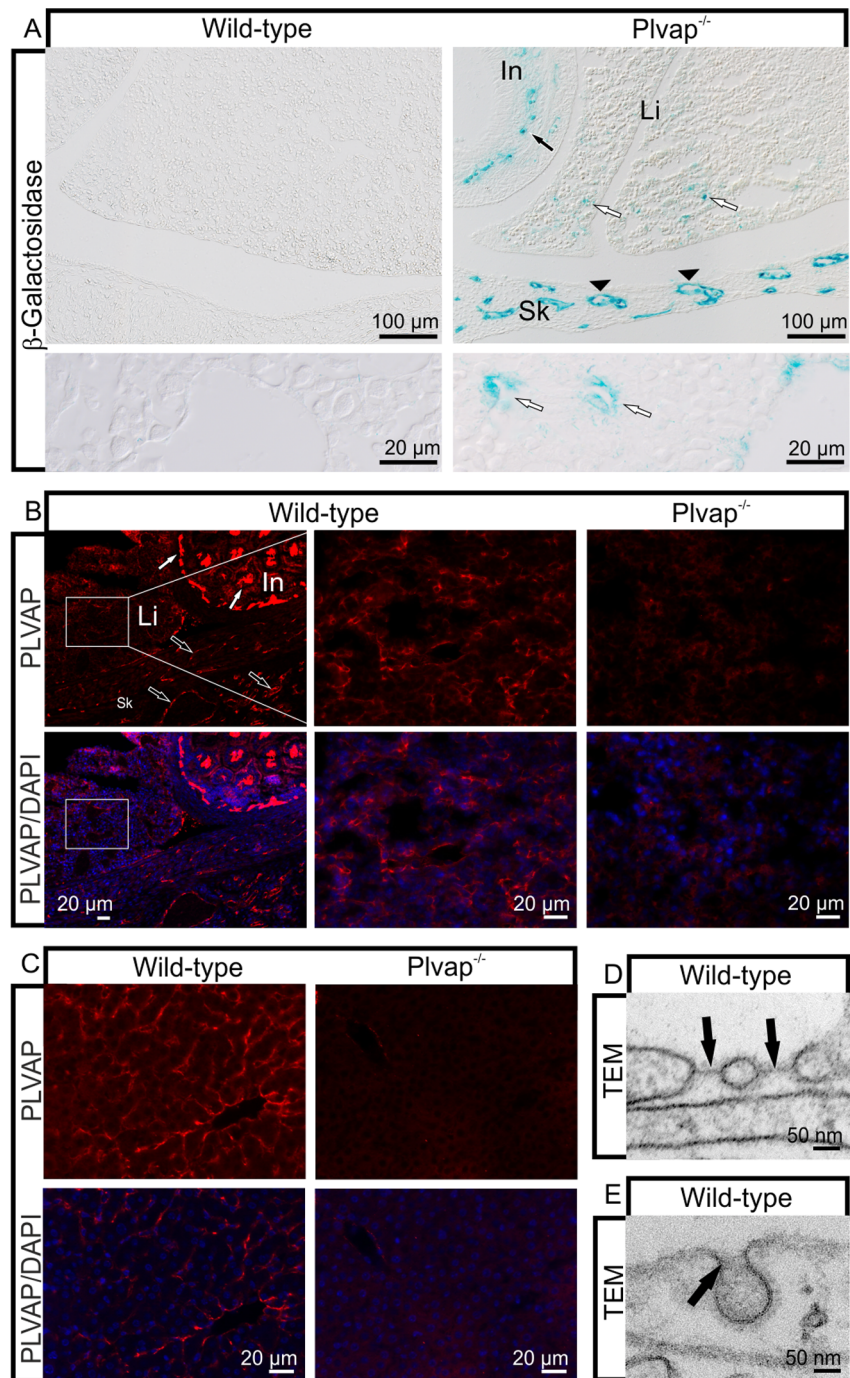 A
Wild-type
Plvap-/-
β-Galactosidase
In
Li
Sk
100 µm
100 µm
20 µm
20 µm
B
Wild-type
Plvap-/-
PLVAP
In
Li
Sk
PLVAP/DAPI
20 µm
20 µm
20 µm
C
Wild-type
Plvap-/-
PLVAP
PLVAP/DAPI
20 µm
20 µm
D
Wild-type
TEM
50 nm
E
Wild-type
TEM
50 nm